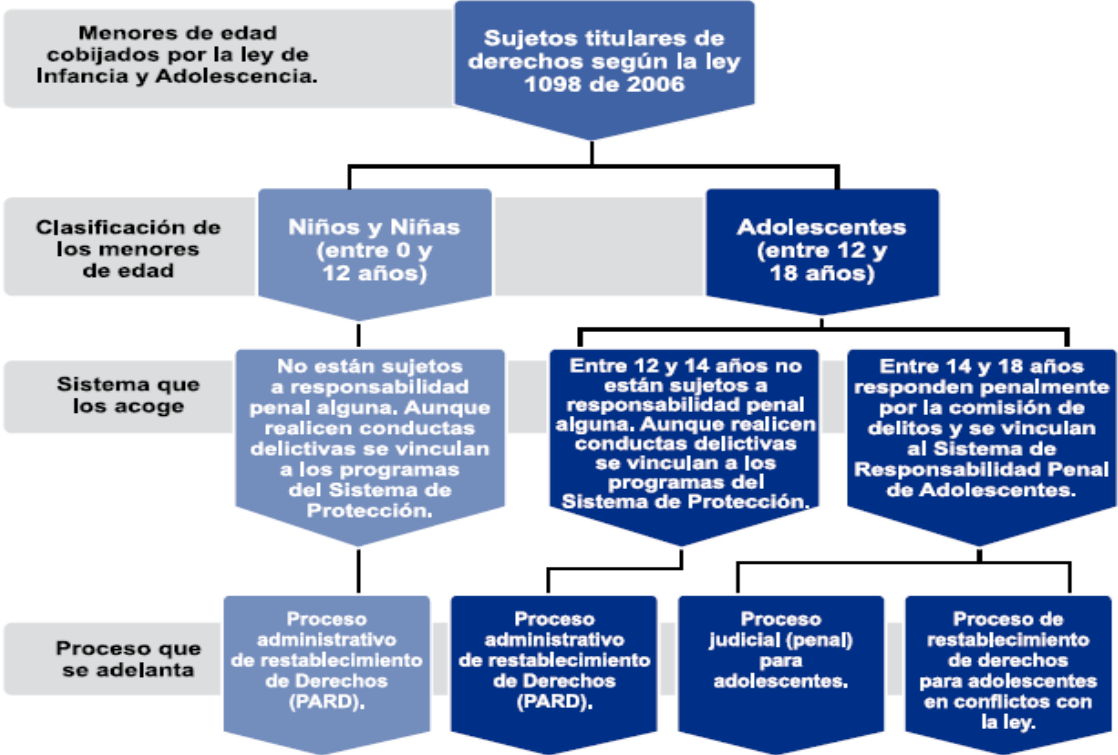 Menores de edad
cobijados por la ley de
Infancia y Adolescencia.
Sujetos titulares de
derechos según la ley
1098 de 2006
Clasificación de
los menores
de edad
Niños y Niñas
(entre 0 y
12 años)
Adolescentes
(entre 12 y
18 años)
Sistema que
los acoge
No están sujetos
a responsabilidad
penal alguna. Aunque
realicen conductas
delictivas se vinculan
a los programas
del Sistema de
Protección.
Entre 12 y 14 años no
están sujetos a
responsabilidad penal
alguna. Aunque realicen
conductas delictivas
se vinculan a los
programas del
Sistema de Protección.
Entre 14 y 18 años
responden penalmente
por la comisión de
delitos y se vinculan
al Sistema de
Responsabilidad Penal
de Adolescentes.
Proceso que
se adelanta
Proceso
administrativo
de restablecimiento
de Derechos
(PARD).
Proceso
administrativo
de restablecimiento
de Derechos
(PARD).
Proceso
judicial (penal)
para
adolescentes.
Proceso de
restablecimiento
de derechos
para adolescentes
en conflictos con
la ley.